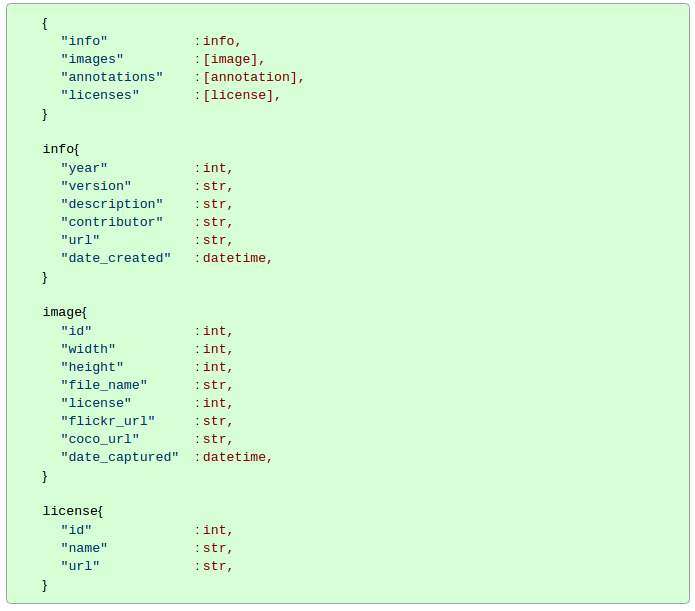 {
"info" : info,
"images" : [image],
"annotations" : [annotation],
"licenses" : [license],
}
info{
"year" : int,
"version" : str,
"description" : str,
"contributor" : str,
"url" : str,
"date_created" : datetime,
}
image{
"id" : int,
"width" : int,
"height" : int,
"file_name" : str,
"license" : int,
"flickr_url" : str,
"coco_url" : str,
"date_captured" : datetime,
}
license{
"id" : int,
"name" : str,
"url" : str,
}